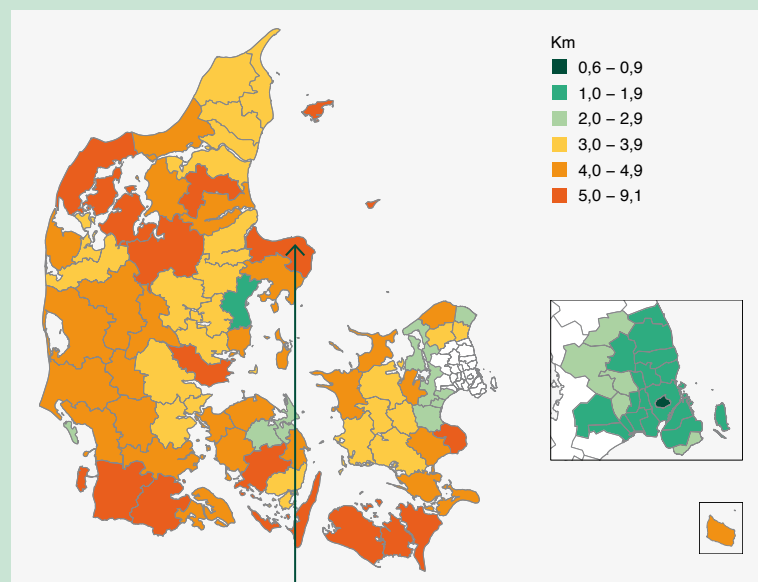 Km
0,6 – 0,9
1,0 – 1,9
2,0 – 2,9
3,0 – 3,9
4,0 – 4,9
5,0 – 9,1